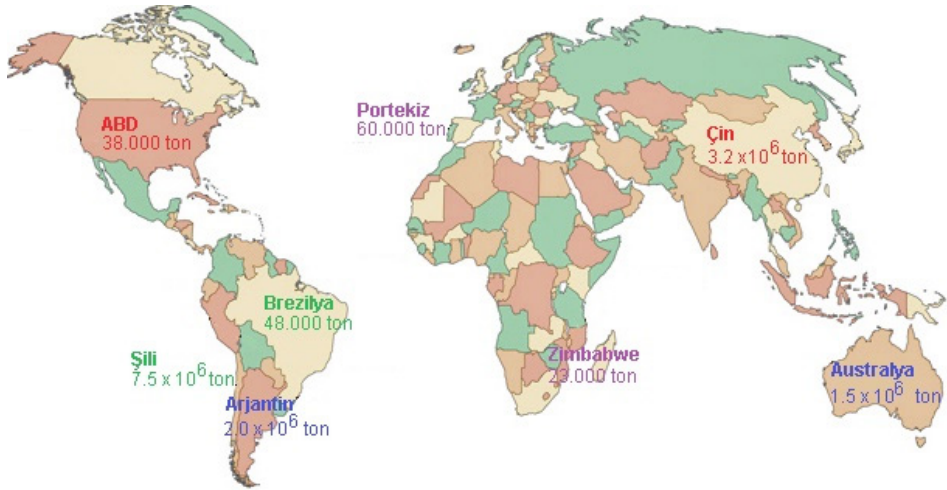 ABD
38.000 ton
Portekiz
60.000 ton
Çin
3.2 x10⁶ ton
Brezilya
48.000 ton
Şili
7.5 x 10⁶ ton
Arjantin
2.0 x 10⁶ ton
Zimbabwe
23.000 ton
Australya
1.5 x 10⁶ ton